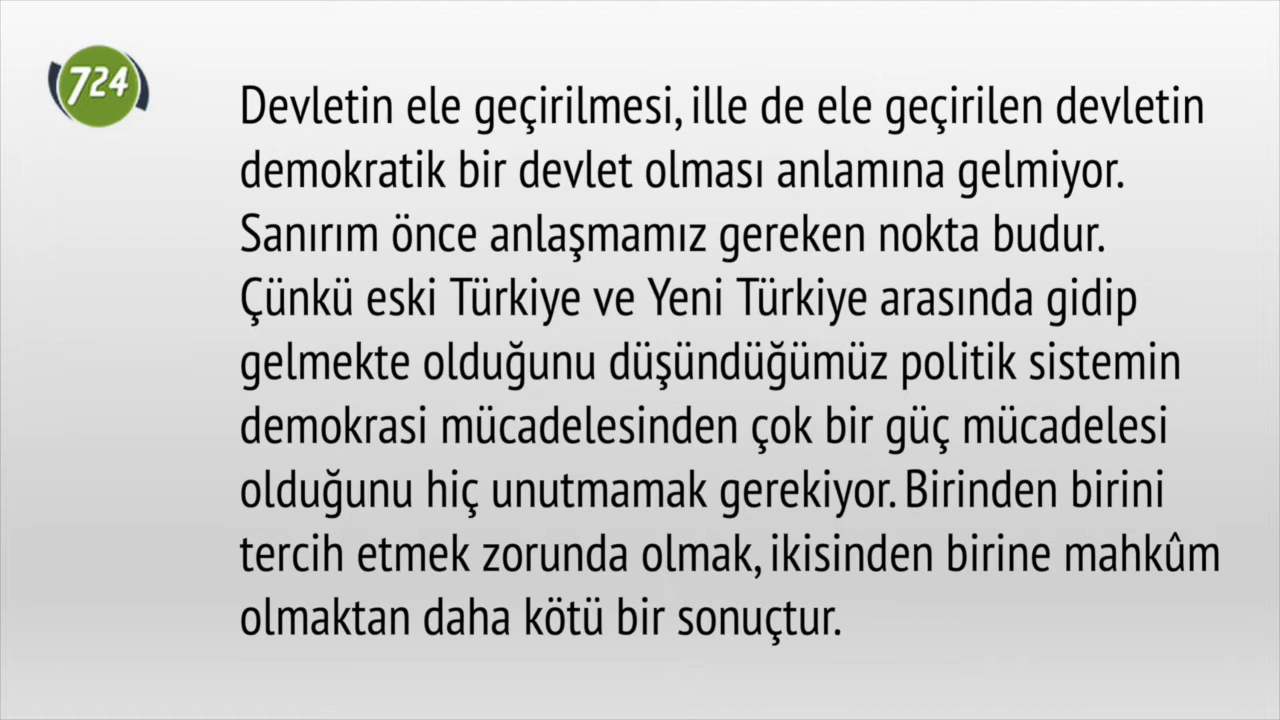 724
Devletin ele geçirilmesi, ille de ele geçirilen devletin
demokratik bir devlet olması anlamına gelmiyor.
Sanırım önce anlaşmamız gereken nokta budur.
Çünkü eski Türkiye ve Yeni Türkiye arasında gidip
gelmekte olduğunu düşündüğümüz politik sistemin
demokrasi mücadelesinden çok bir güç mücadelesi
olduğunu hiç unutmamak gerekiyor. Birinden birini
tercih etmek zorunda olmak, ikisinden birine mahkûm
olmaktan daha kötü bir sonuçtur.